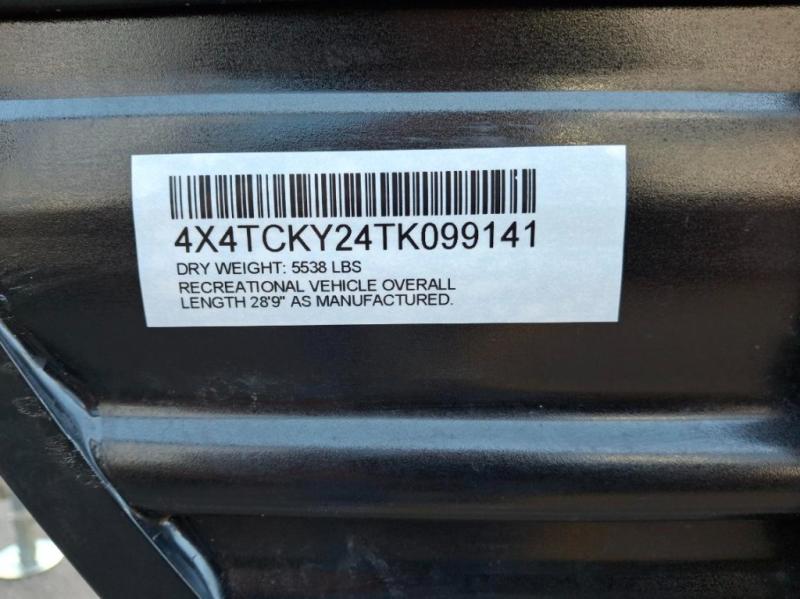 4X4TCKY24TK099141
DRY WEIGHT: 5538 LBS
RECREATIONAL VEHICLE OVERALL
LENGTH 28'9" AS MANUFACTURED.